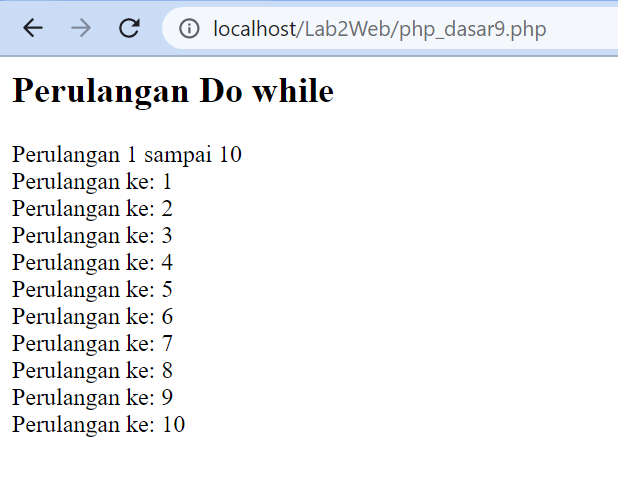 localhost/Lab2Web/php_dasar9.php
Perulangan Do while
Perulangan 1 sampai 10
Perulangan ke: 1
Perulangan ke: 2
Perulangan ke: 3
Perulangan ke: 4
Perulangan ke: 5
Perulangan ke: 6
Perulangan ke: 7
Perulangan ke: 8
Perulangan ke: 9
Perulangan ke: 10